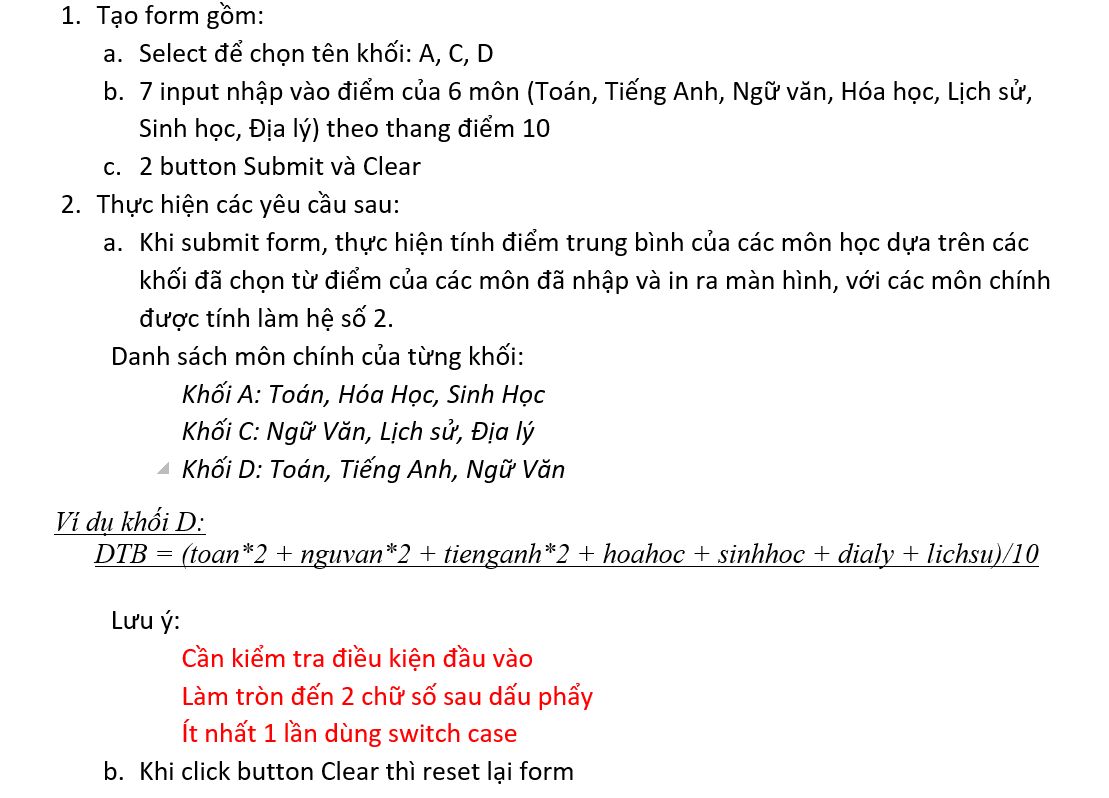 1. Tạo form gồm:
a. Select để chọn tên khối: A, C, D
b. 7 input nhập vào điểm của 6 môn (Toán, Tiếng Anh, Ngữ văn, Hóa học, Lịch sử,
Sinh học, Địa lý) theo thang điểm 10
c. 2 button Submit và Clear
2. Thực hiện các yêu cầu sau:
a. Khi submit form, thực hiện tính điểm trung bình của các môn học dựa trên các
khối đã chọn từ điểm của các môn đã nhập và in ra màn hình, với các môn chính
được tính làm hệ số 2.
Danh sách môn chính của từng khối:
Khối A: Toán, Hóa Học, Sinh Học
Khối C: Ngữ Văn, Lịch sử, Địa lý
Khối D: Toán, Tiếng Anh, Ngữ Văn
Ví dụ khối D:
DTB = (toan*2 + nguvan*2 + tienganh*2 + hoahoc + sinhhoc + dialy + lichsu)/10
Lưu ý:
Cần kiểm tra điều kiện đầu vào
Làm tròn đến 2 chữ số sau dấu phẩy
Ít nhất 1 lần dùng switch case
b. Khi click button Clear thì reset lại form